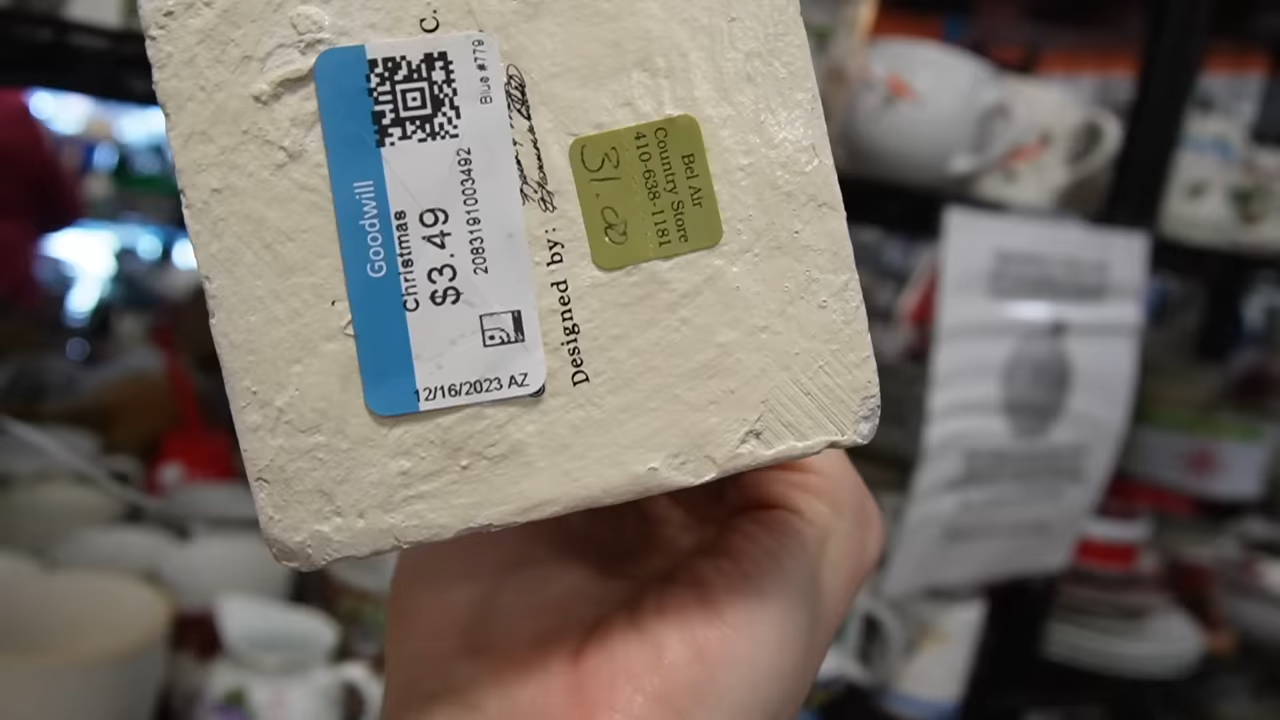 C.
Goodwill
Christmas
$3.49
2083191003492
Blue #779
12/16/2023 AZ
Designed by:
Bel Air
Country Store
410-638-1181
31.00